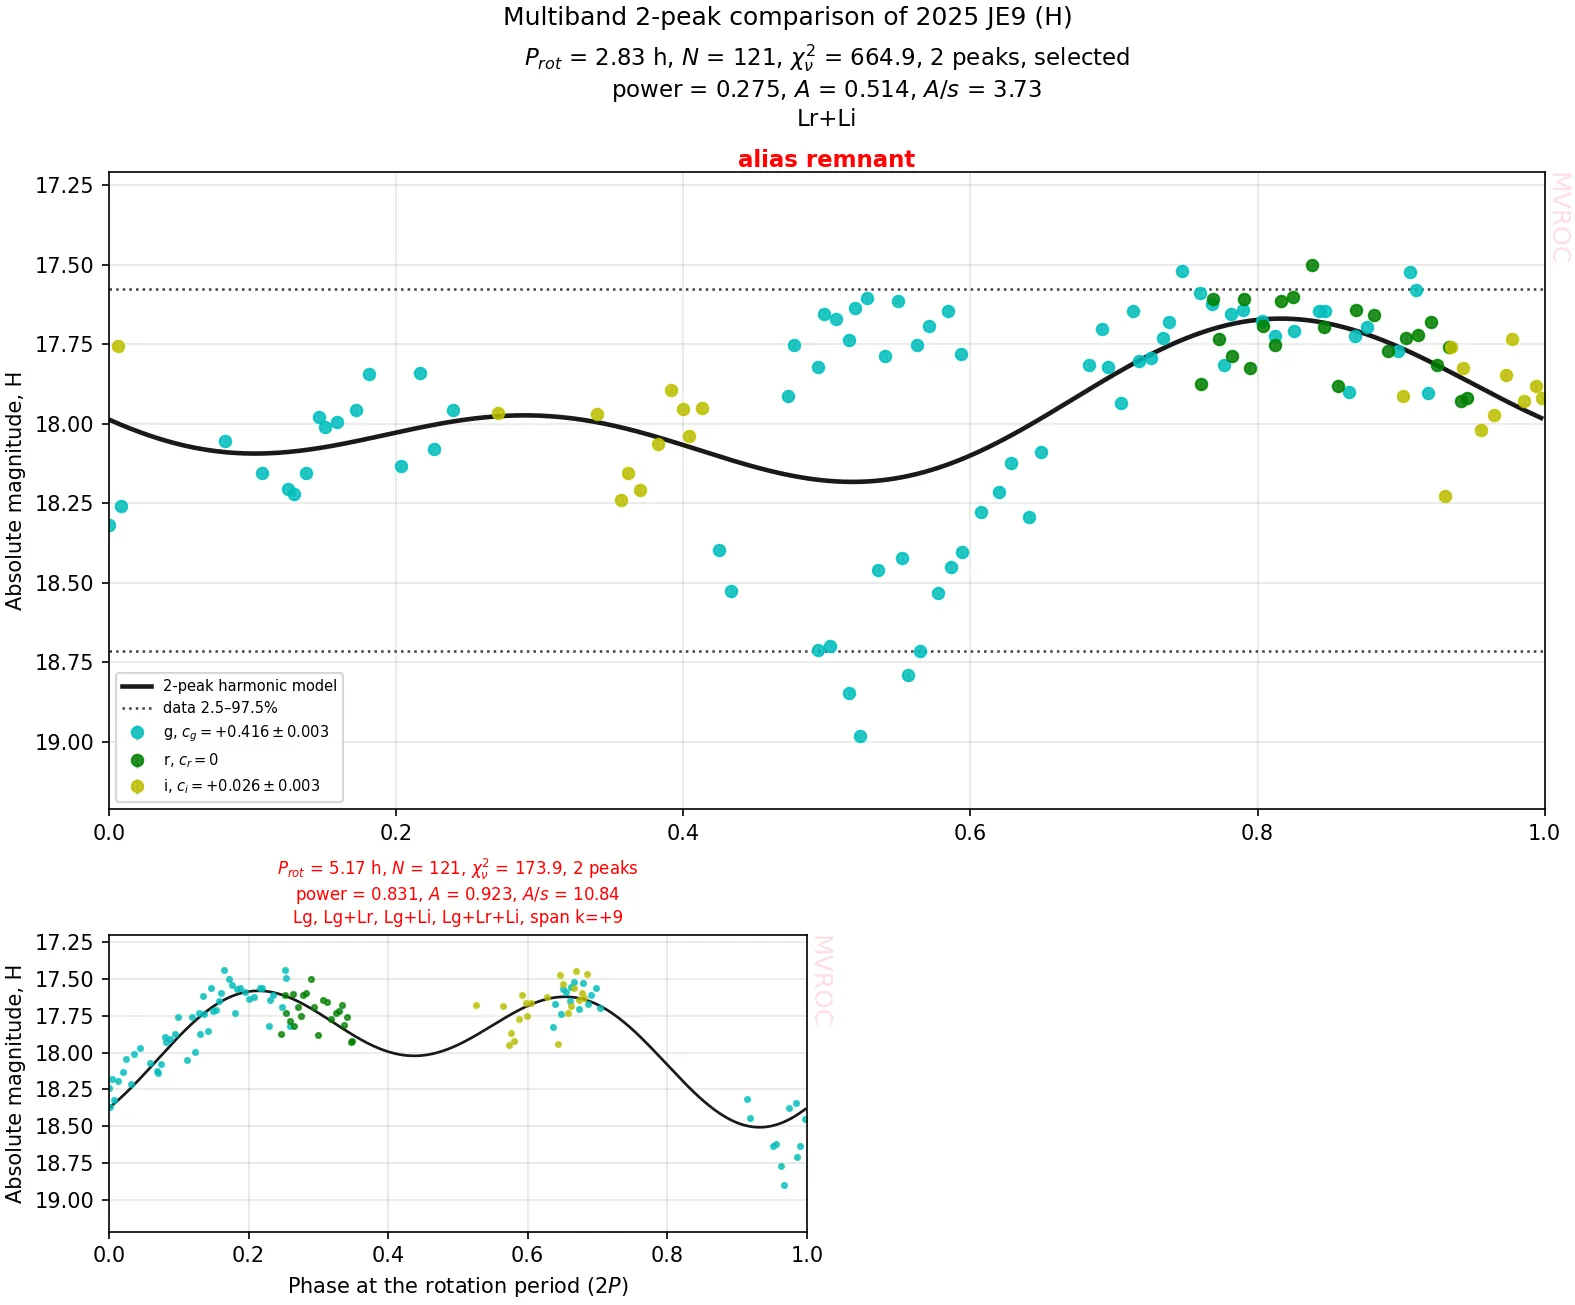 Multiband 2-peak comparison of 2025 JE9 (H)
P_rot = 2.83 h, N = 121, χ²_ν = 664.9, 2 peaks, selected
power = 0.275, A = 0.514, A/s = 3.73
Lr+Li
alias remnant
MVROC
Absolute magnitude, H
17.25
17.50
17.75
18.00
18.25
18.50
18.75
19.00
2-peak harmonic model
data 2.5–97.5%
g, c_g = +0.416 ± 0.003
r, c_r = 0
i, c_i = +0.026 ± 0.003
0.0 0.2 0.4 0.6 0.8 1.0
P_rot = 5.17 h, N = 121, χ²_ν = 173.9, 2 peaks
power = 0.831, A = 0.923, A/s = 10.84
Lg, Lg+Lr, Lg+Li, Lg+Lr+Li, span k=+9
MVROC
Absolute magnitude, H
17.25
17.50
17.75
18.00
18.25
18.50
18.75
19.00
0.0 0.2 0.4 0.6 0.8 1.0
Phase at the rotation period (2P)